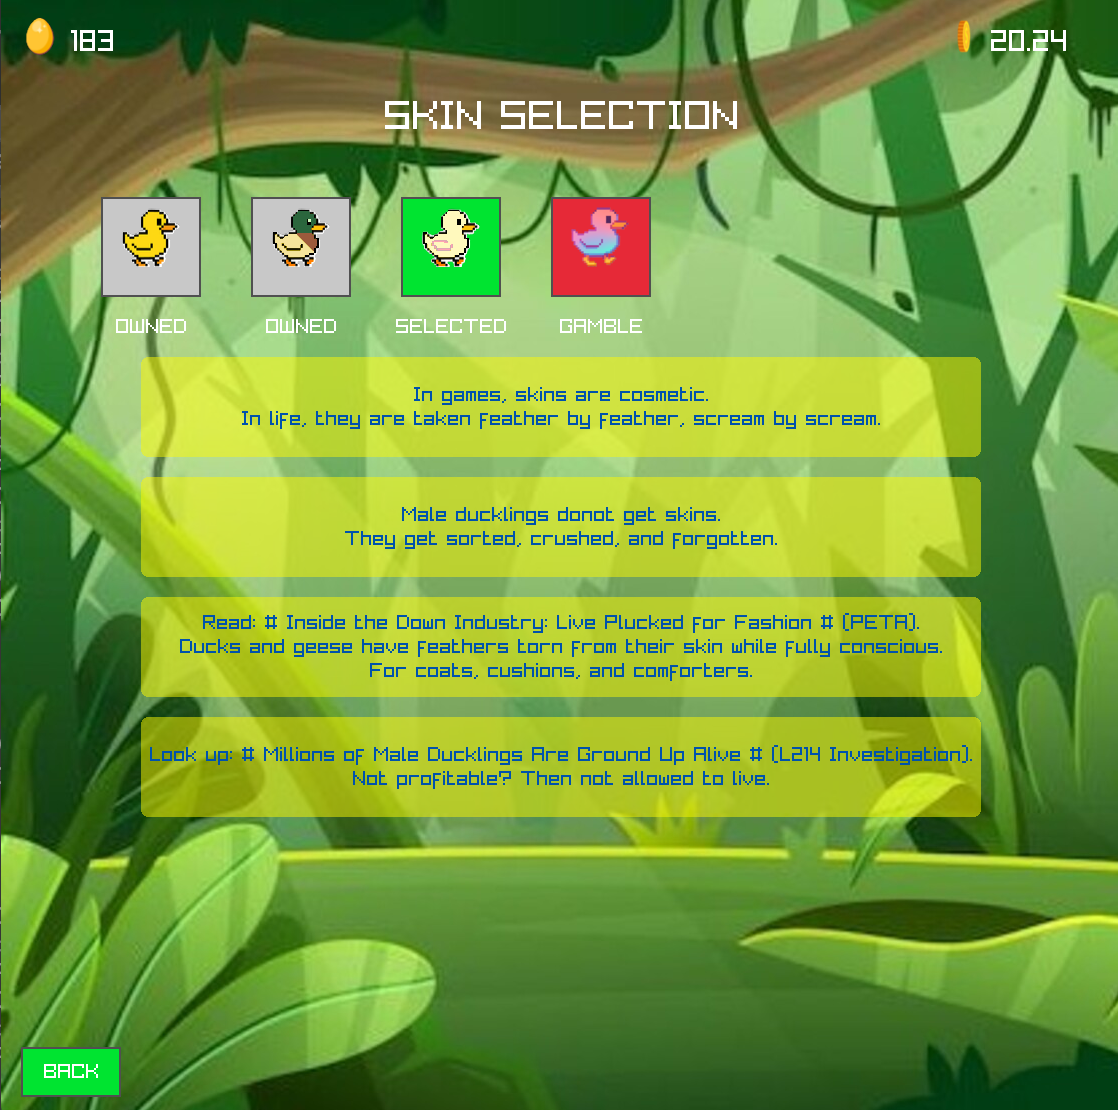 183
20.24
SKIN SELECTION
OWNED
OWNED
SELECTED
GAMBLE
In games, skins are cosmetic.
In life, they are taken feather by feather, scream by scream.
Male ducklings donot get skins.
They get sorted, crushed, and forgotten.
Read: # Inside the Down Industry: Live Plucked for Fashion # (PETA).
Ducks and geese have feathers torn from their skin while fully conscious.
For coats, cushions, and comforters.
Look up: # Millions of Male Ducklings Are Ground Up Alive # (L214 Investigation).
Not profitable? Then not allowed to live.
BACK